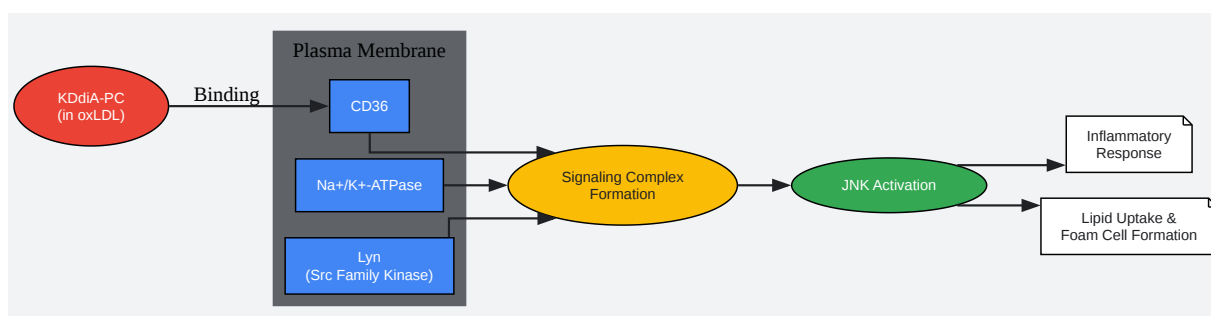 Plasma Membrane
KDdiA-PC
(in oxLDL)
Binding
CD36
Na+/K+-ATPase
Lyn
(Src Family Kinase)
Signaling Complex
Formation
JNK Activation
Inflammatory
Response
Lipid Uptake &
Foam Cell Formation